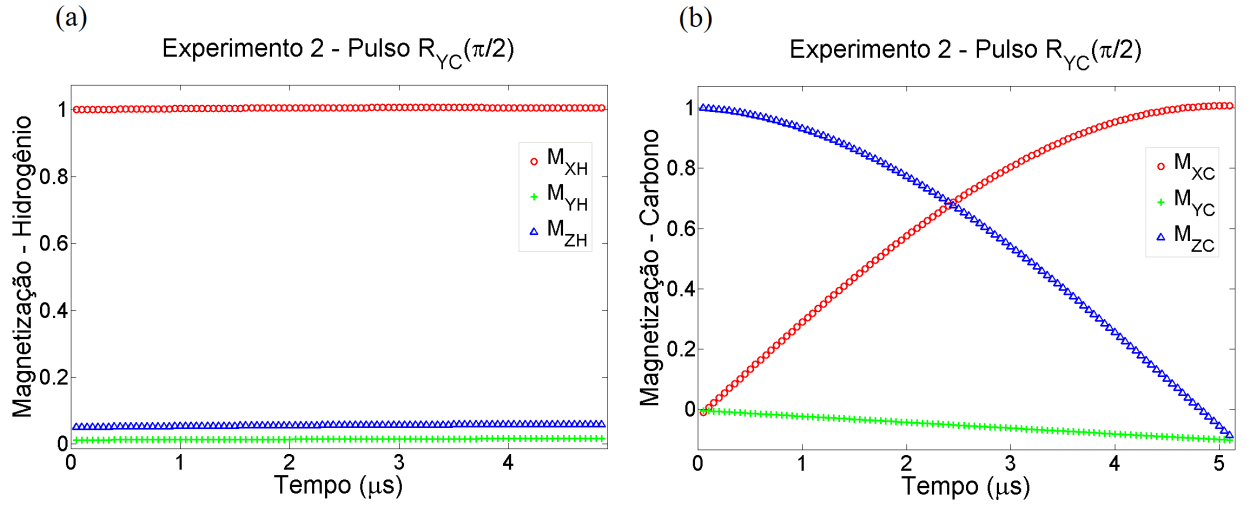 (a)
Experimento 2 - Pulso R_YC(π/2)
Magnetização - Hidrogênio
1
0.8
0.6
0.4
0.2
0
M_XH
M_YH
M_ZH
0 1 2 3 4
Tempo (μs)
(b)
Experimento 2 - Pulso R_YC(π/2)
Magnetização - Carbono
1
0.8
0.6
0.4
0.2
0
M_XC
M_YC
M_ZC
0 1 2 3 4 5
Tempo (μs)